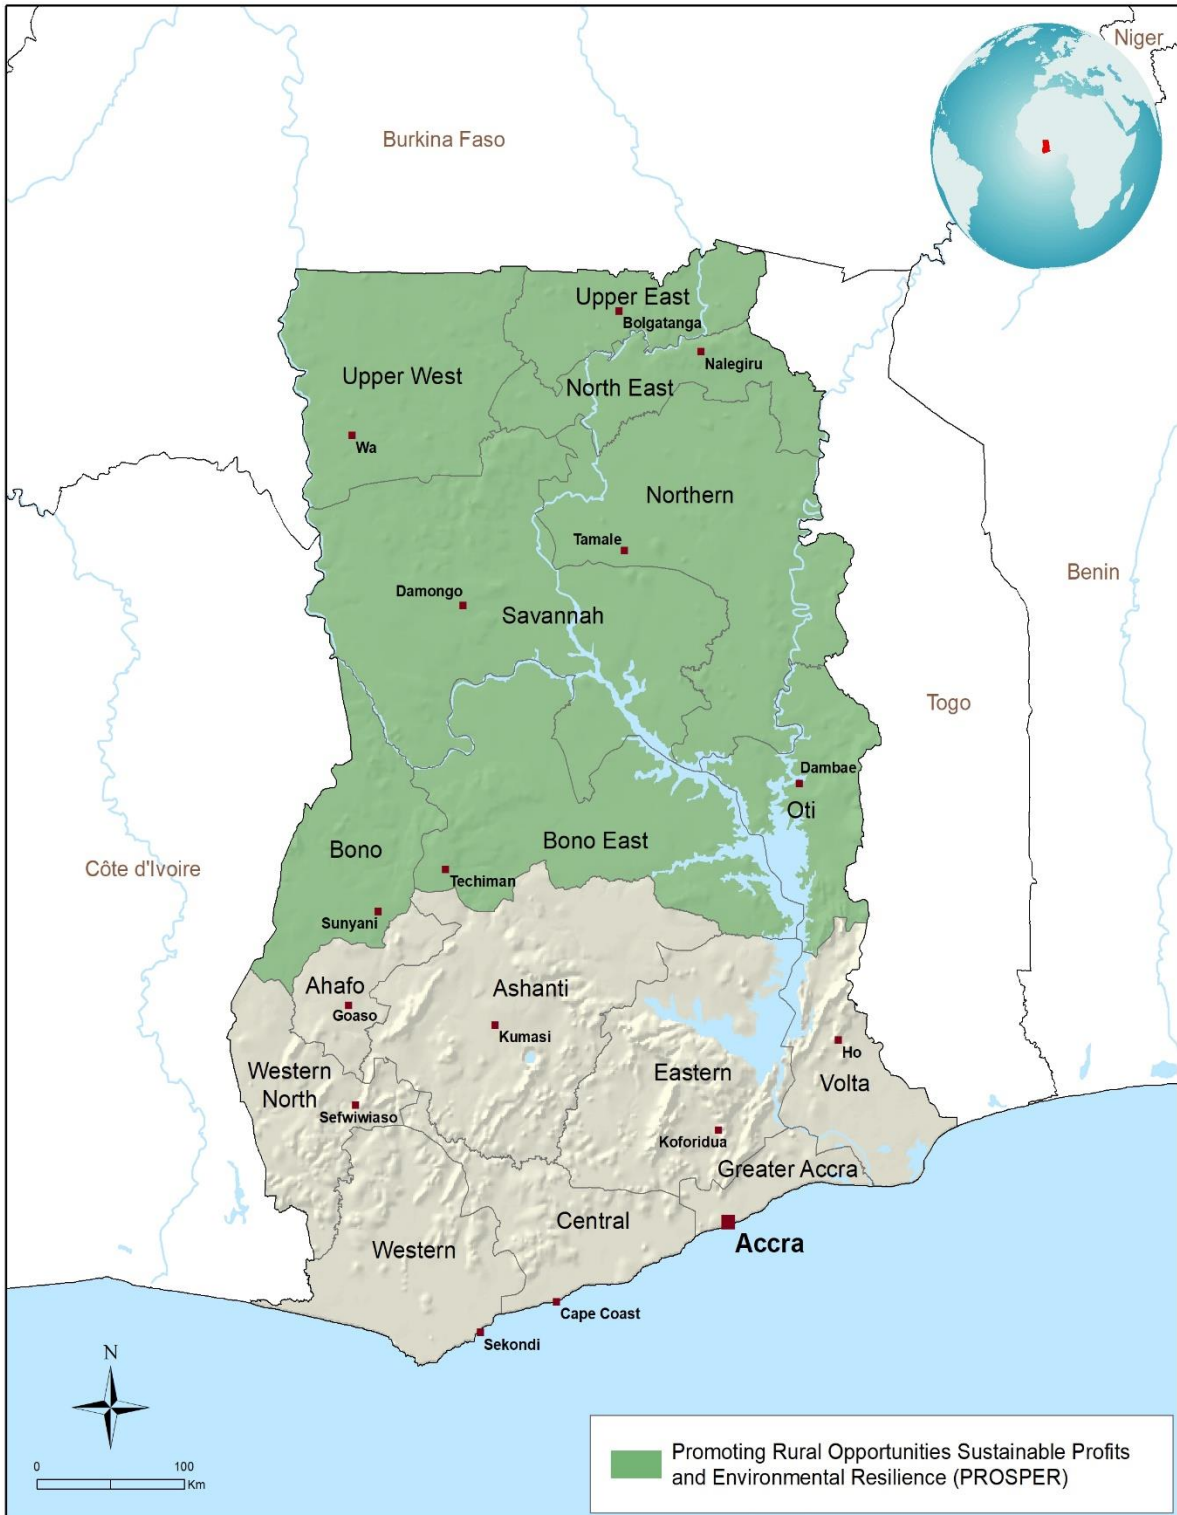 Niger
Burkina Faso
Upper East
Bolgatanga
Nalegiru
Upper West
North East
Wa
Northern
Tamale
Benin
Damongo
Savannah
Togo
Dambae
Oti
Bono
Bono East
Côte d'Ivoire
Techiman
Sunyani
Ahafo
Ashanti
Goaso
Kumasi
Ho
Western
North
Eastern
Volta
Sefwiwiaso
Koforidua
Greater Accra
Central
Western
Accra
Cape Coast
Sekondi
N
0 100
Km
Promoting Rural Opportunities Sustainable Profits
and Environmental Resilience (PROSPER)